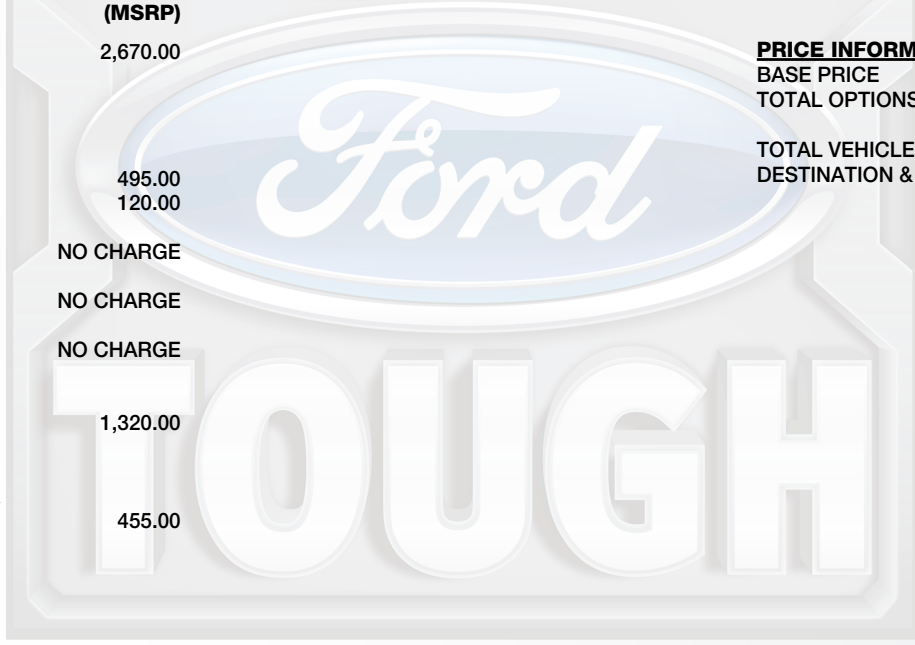 (MSRP)
2,670.00
495.00
120.00
NO CHARGE
NO CHARGE
NO CHARGE
1,320.00
455.00
PRICE INFORM
BASE PRICE
TOTAL OPTIONS
TOTAL VEHICLE
DESTINATION &
Ford
TOUGH